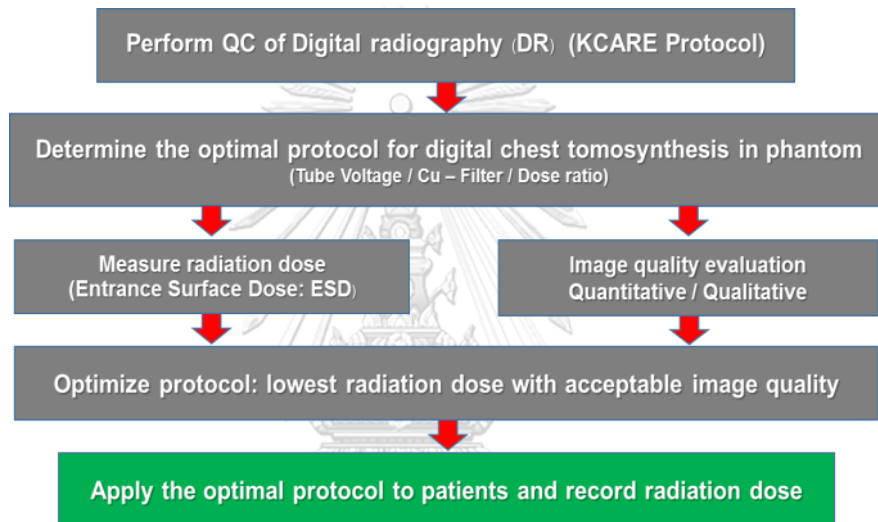 Perform QC of Digital radiography (DR) (KCARE Protocol)
Determine the optimal protocol for digital chest tomosynthesis in phantom
(Tube Voltage / Cu – Filter / Dose ratio)
Measure radiation dose
(Entrance Surface Dose: ESD)
Image quality evaluation
Quantitative / Qualitative
Optimize protocol: lowest radiation dose with acceptable image quality
Apply the optimal protocol to patients and record radiation dose